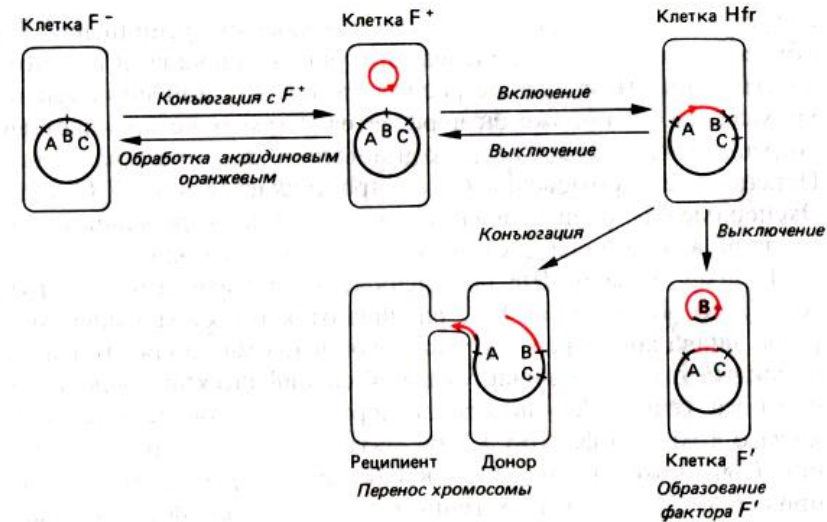 Клетка F⁻
Клетка F⁺
Клетка Hfr
A B C
Конъюгация с F⁺
Обработка акридиновым
оранжевым
A B C
Включение
Выключение
A B
C
Конъюгация
Выключение
A B
C
B
A C
Реципиент
Донор
Перенос хромосомы
Клетка F′
Образование
фактора F′